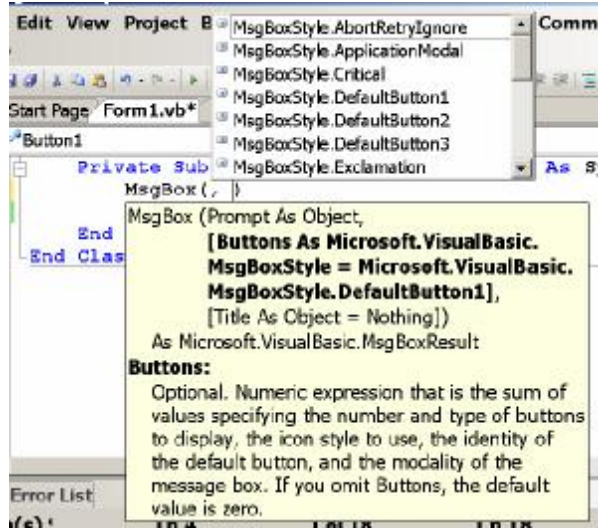 Edit View Project B
Comm
MsgBoxStyle.AbortRetryIgnore
MsgBoxStyle.ApplicationModal
MsgBoxStyle.Critical
MsgBoxStyle.DefaultButton1
MsgBoxStyle.DefaultButton2
MsgBoxStyle.DefaultButton3
MsgBoxStyle.Exclamation
Start Page Form1.vb*
Button1
Private Sub As
MsgBox(, )
End
End Clas
MsgBox (Prompt As Object,
[Buttons As Microsoft.VisualBasic.
MsgBoxStyle = Microsoft.VisualBasic.
MsgBoxStyle.DefaultButton1],
[Title As Object = Nothing])
As Microsoft.VisualBasic.MsgBoxResult
Buttons:
Optional. Numeric expression that is the sum of
values specifying the number and type of buttons
to display, the icon style to use, the identity of
the default button, and the modality of the
message box. If you omit Buttons, the default
value is zero.
Error List